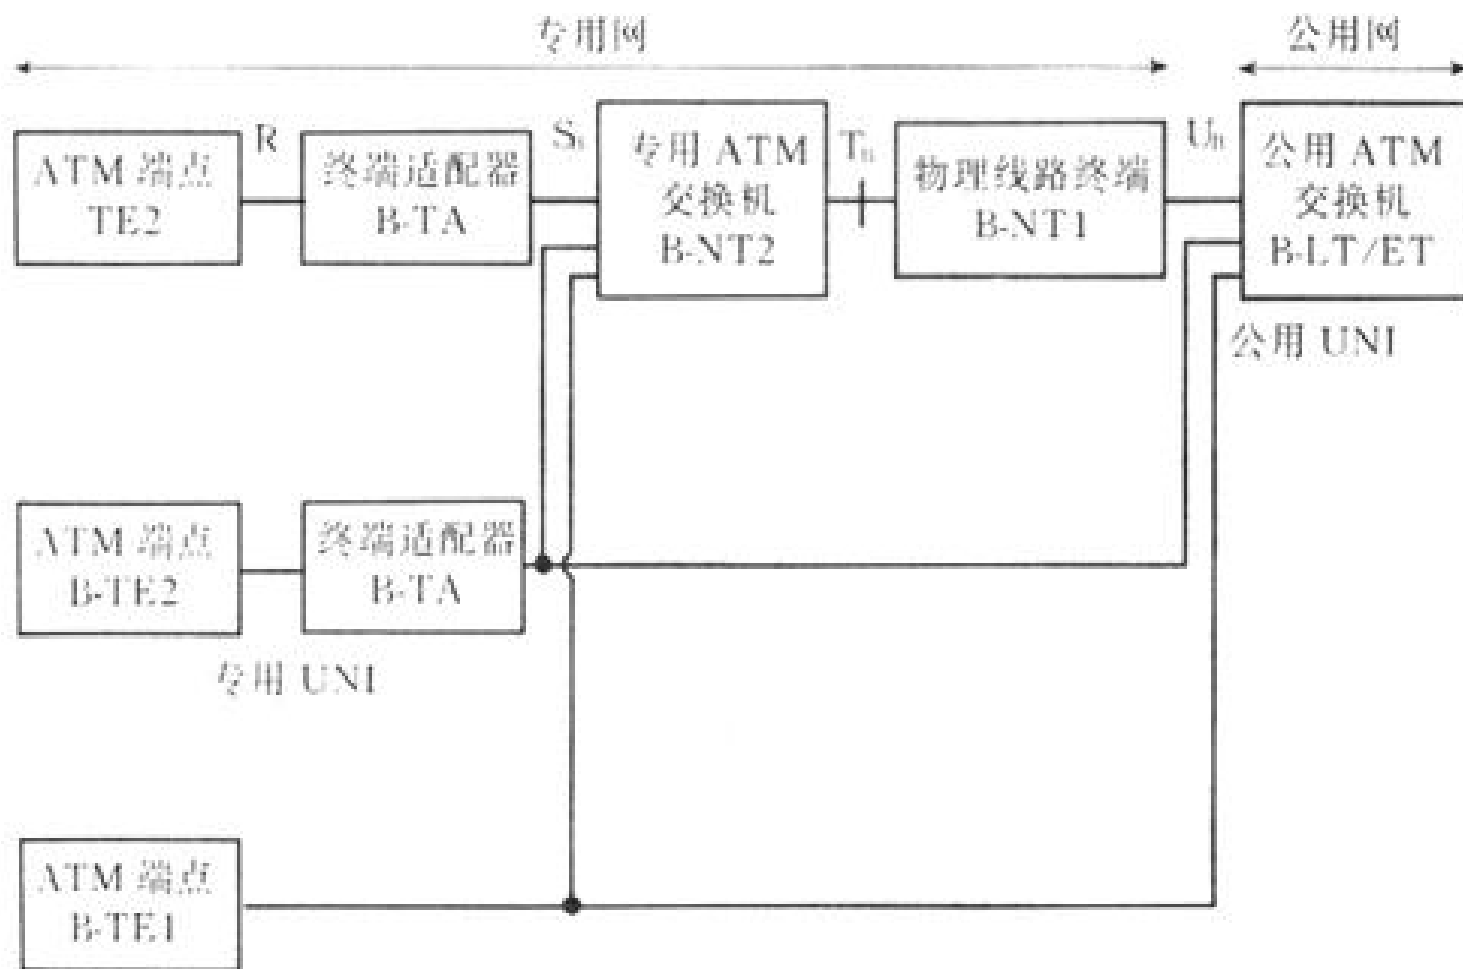 专用网
公用网
R
S_B
T_B
U_B
ATM 端点
TE2
终端适配器
B-TA
专用 ATM
交换机
B-NT2
物理线路终端
B-NT1
公用 ATM
交换机
B-LT/ET
公用 UNI
ATM 端点
B-TE2
终端适配器
B-TA
专用 UNI
ATM 端点
B-TE1